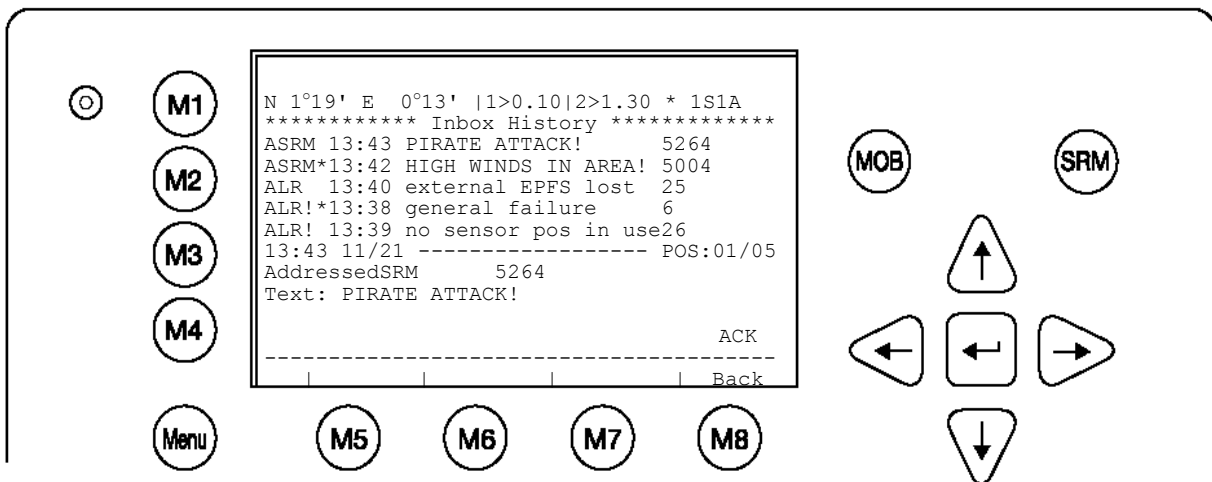 N 1°19' E  0°13' |1>0.10|2>1.30 * 1S1A
************ Inbox History *************
ASRM 13:43 PIRATE ATTACK!      5264
ASRM*13:42 HIGH WINDS IN AREA! 5004
ALR  13:40 external EPFS lost  25
ALR!*13:38 general failure     6
ALR! 13:39 no sensor pos in use26
13:43 11/21 ------------------ POS:01/05
AddressedSRM      5264
Text: PIRATE ATTACK!
ACK
----------------------------------------
| | | | Back
M1
M2
M3
M4
Menu
M5
M6
M7
M8
MOB
SRM